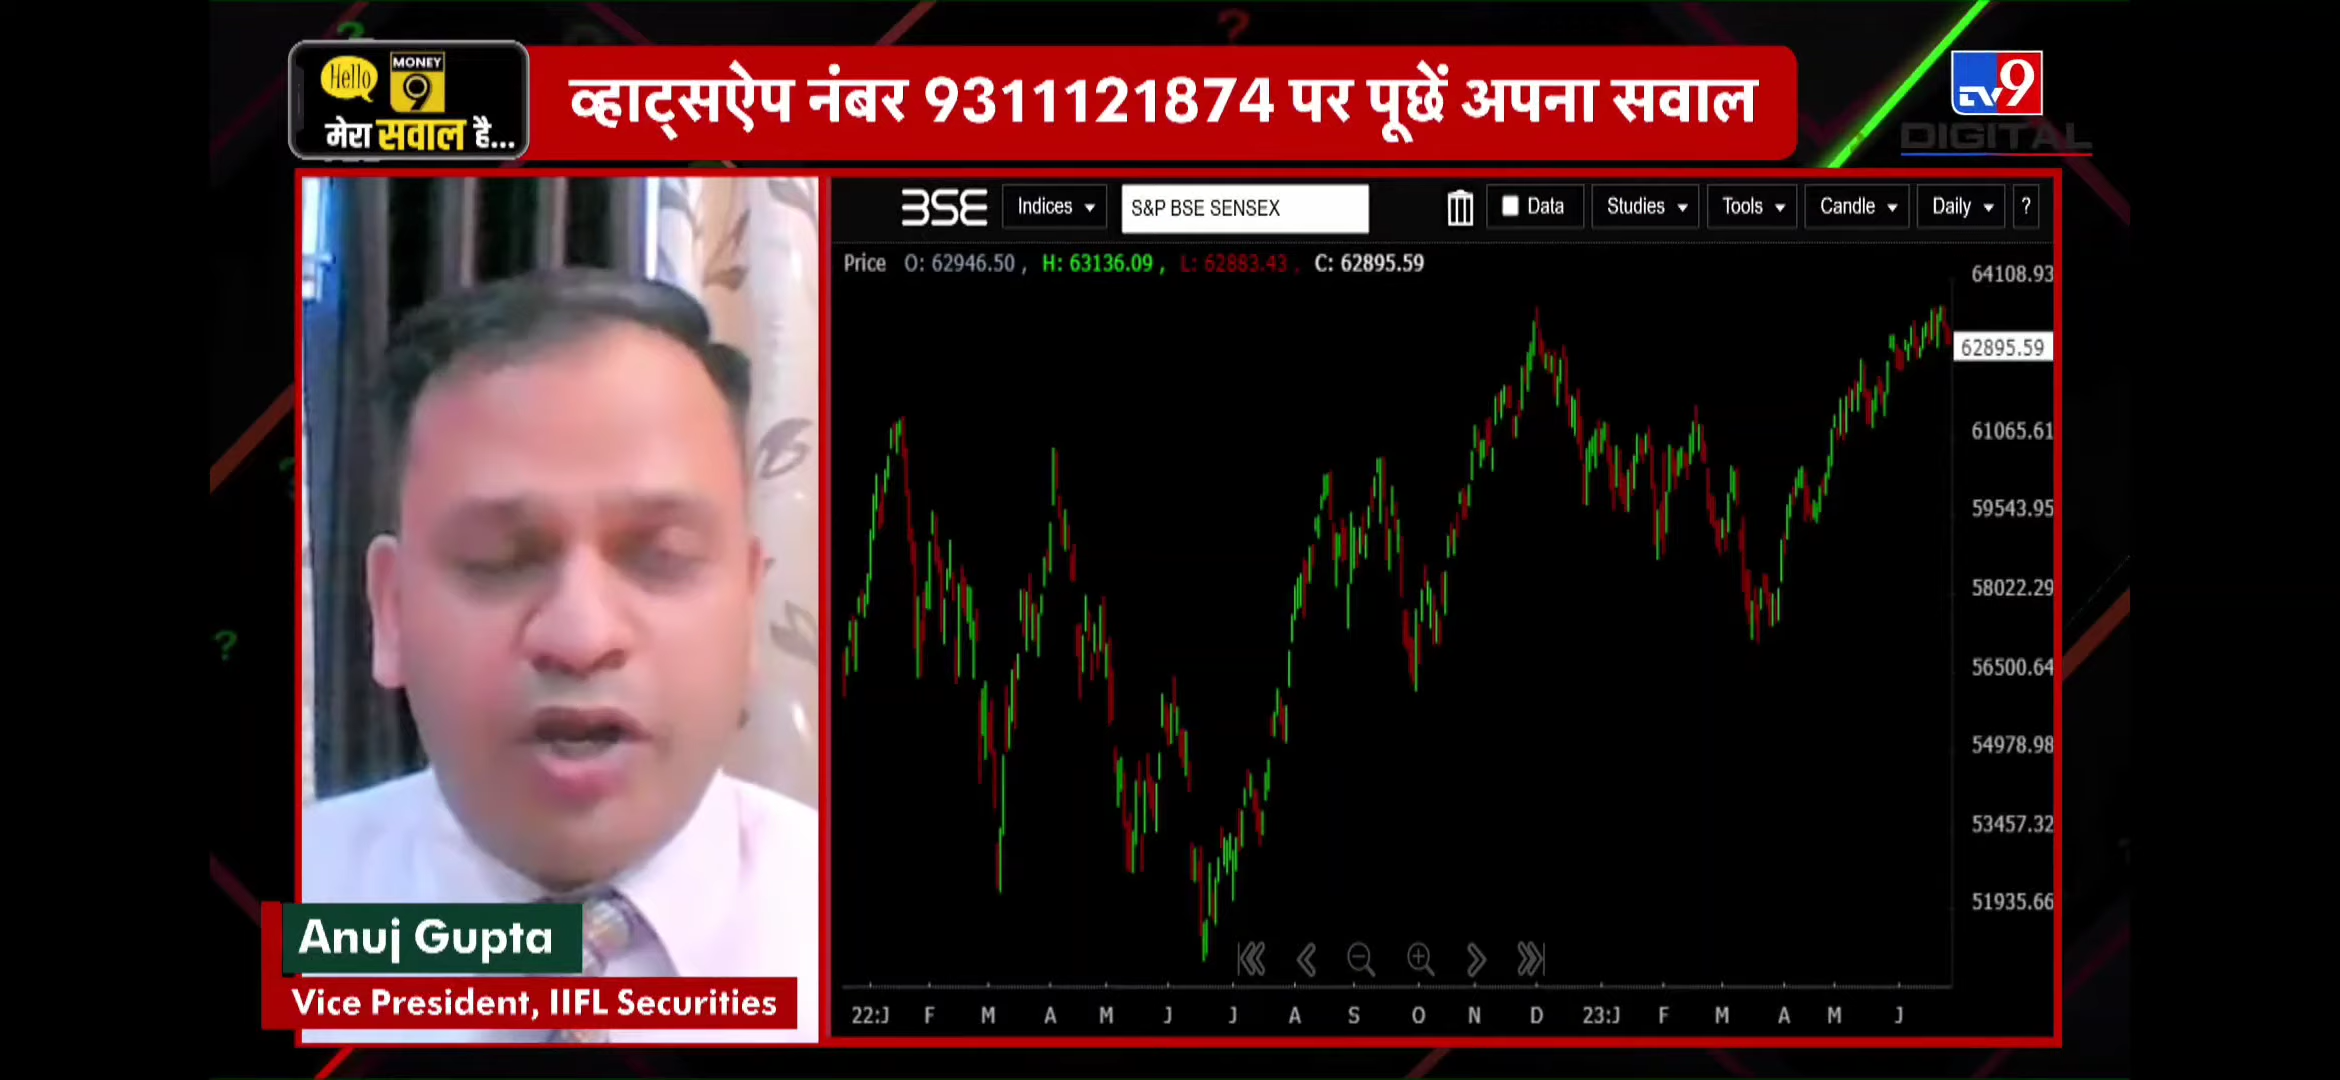 Hello
MONEY
9
मेरा सवाल है...
व्हाट्सऐप नंबर 9311121874 पर पूछें अपना सवाल
TV9
DIGITAL
BSE
Indices
S&P BSE SENSEX
Data
Studies
Tools
Candle
Daily
?
Price O: 62946.50 , H: 63136.09 , L: 62883.43 , C: 62895.59
64108.93
62895.59
61065.61
59543.95
58022.29
56500.64
54978.98
53457.32
51935.66
22:J F M A M J J A S O N D 23:J F M A M J
Anuj Gupta
Vice President, IIFL Securities